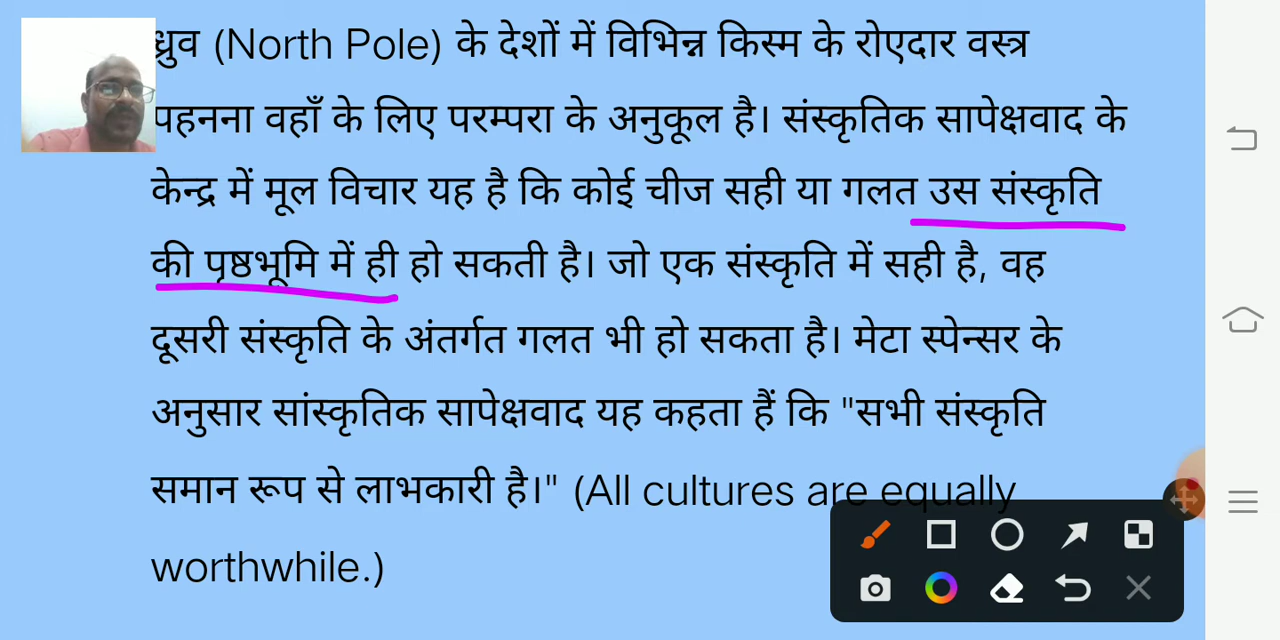 ध्रुव (North Pole) के देशों में विभिन्न किस्म के रोएदार वस्त्र
पहनना वहाँ के लिए परम्परा के अनुकूल है। संस्कृतिक सापेक्षवाद के
केन्द्र में मूल विचार यह है कि कोई चीज सही या गलत उस संस्कृति
की पृष्ठभूमि में ही हो सकती है। जो एक संस्कृति में सही है, वह
दूसरी संस्कृति के अंतर्गत गलत भी हो सकता है। मेटा स्पेन्सर के
अनुसार सांस्कृतिक सापेक्षवाद यह कहता हैं कि "सभी संस्कृति
समान रूप से लाभकारी है।" (All cultures are equally
worthwhile.)